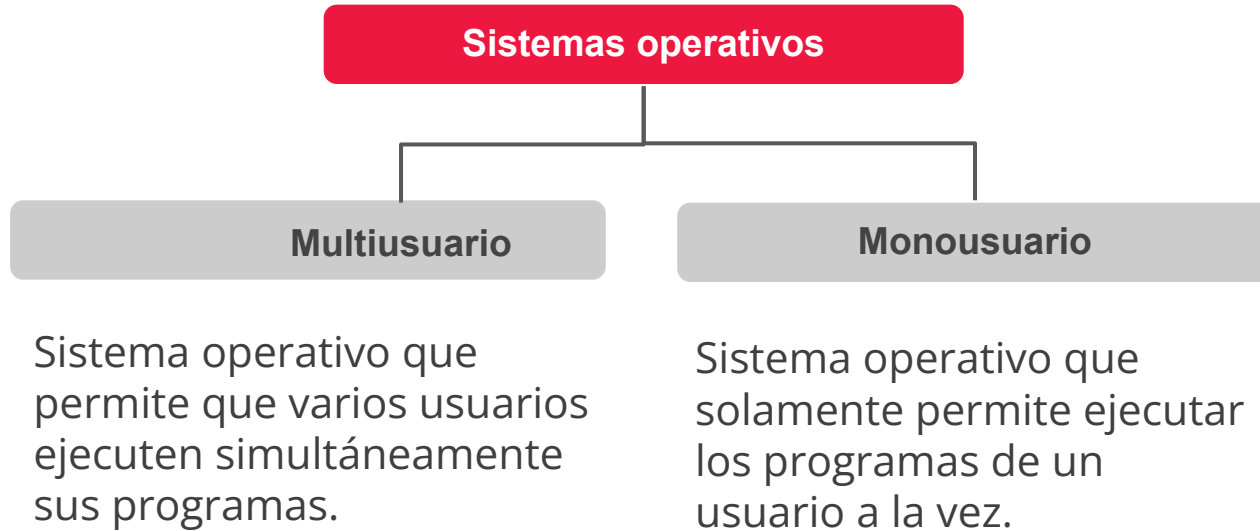 Sistemas operativos
Multiusuario
Sistema operativo que
permite que varios usuarios
ejecuten simultáneamente
sus programas.
Monousuario
Sistema operativo que
solamente permite ejecutar
los programas de un
usuario a la vez.